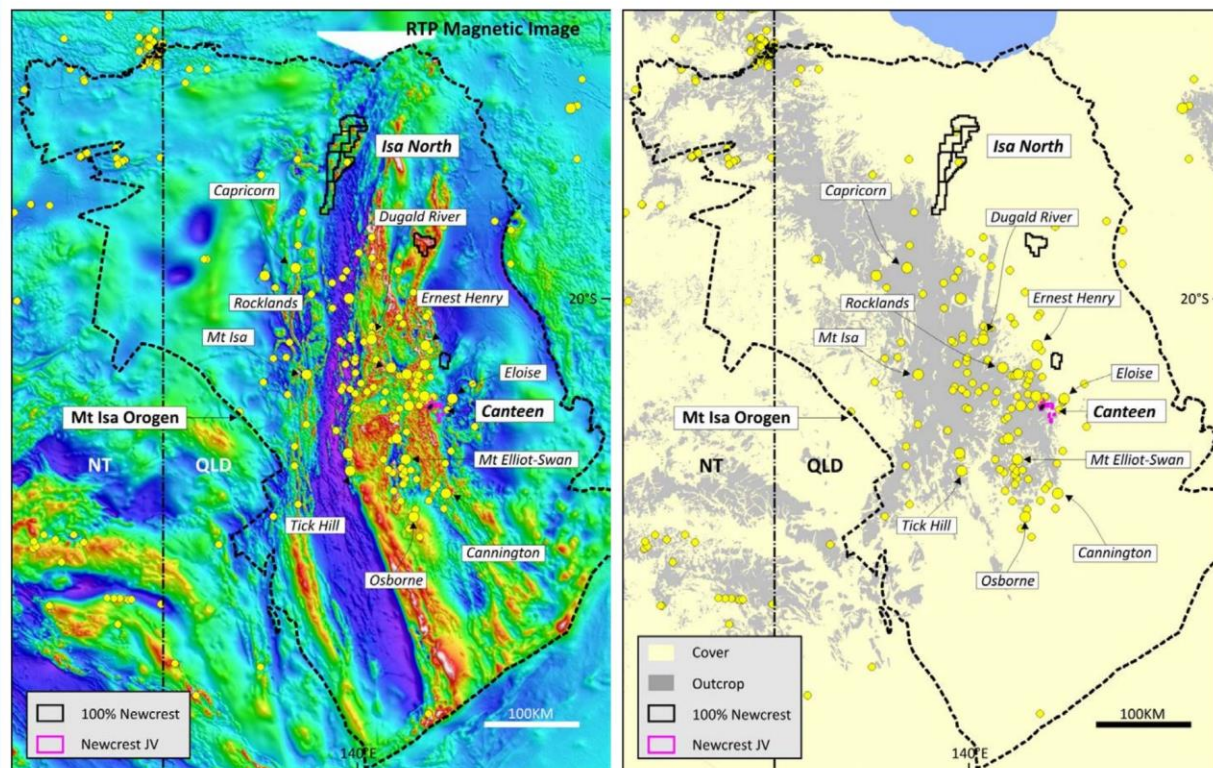 RTP Magnetic Image
Isa North
Capricorn
Dugald River
Rocklands
Ernest Henry
20°S
Mt Isa
Eloise
Mt Isa Orogen
Canteen
NT
QLD
Mt Elliot-Swan
Tick Hill
Cannington
Osborne
100% Newcrest
Newcrest JV
100KM
140°E
Isa North
Capricorn
Dugald River
20°S
Rocklands
Ernest Henry
Mt Isa
Eloise
Mt Isa Orogen
Canteen
NT
QLD
Mt Elliot-Swan
Tick Hill
Cannington
Osborne
Cover
Outcrop
100% Newcrest
Newcrest JV
100KM
140°E